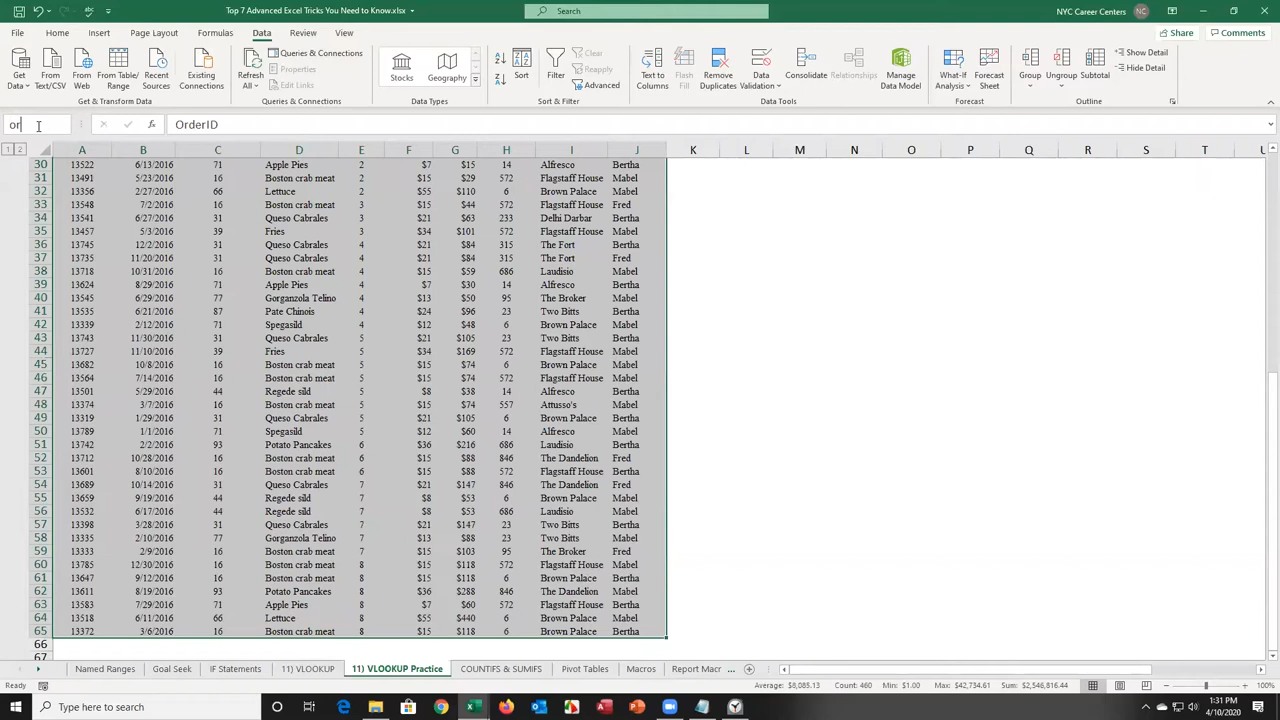 Top 7 Advanced Excel Tricks You Need to Know.xlsx
Search
NYC Career Centers
NC
File Home Insert Page Layout Formulas Data Review View
Share Comments
Get Data
From Text/CSV
From Web
From Table/Range
Recent Sources
Existing Connections
Get & Transform Data
Refresh All
Queries & Connections
Properties
Edit Links
Queries & Connections
Stocks
Geography
Data Types
Sort
Filter
Clear
Reapply
Advanced
Sort & Filter
Text to Columns
Flash Fill
Remove Duplicates
Data Validation
Consolidate
Relationships
Manage Data Model
Data Tools
What-If Analysis
Forecast Sheet
Forecast
Group
Ungroup
Subtotal
Show Detail
Hide Detail
Outline
or
fx
OrderID
1 2
A B C D E F G H I J K L M N O P Q R S T U
30 13522 6/13/2016 71 Apple Pies 2 $7 $15 14 Alfresco Bertha
31 13491 5/23/2016 16 Boston crab meat 2 $15 $29 572 Flagstaff House Mabel
32 13356 2/27/2016 66 Lettuce 2 $55 $110 6 Brown Palace Mabel
33 13548 7/2/2016 16 Boston crab meat 3 $15 $44 572 Flagstaff House Fred
34 13541 6/27/2016 31 Queso Cabrales 3 $21 $63 233 Delhi Darbar Bertha
35 13457 5/3/2016 39 Fries 3 $34 $101 572 Flagstaff House Mabel
36 13745 12/2/2016 31 Queso Cabrales 4 $21 $84 315 The Fort Bertha
37 13735 11/20/2016 31 Queso Cabrales 4 $21 $84 315 The Fort Fred
38 13718 10/31/2016 16 Boston crab meat 4 $15 $59 686 Laudisio Mabel
39 13624 8/29/2016 71 Apple Pies 4 $7 $30 14 Alfresco Bertha
40 13545 6/29/2016 77 Gorganzola Telino 4 $13 $50 95 The Broker Mabel
41 13535 6/21/2016 87 Pate Chinois 4 $24 $96 23 Two Bitts Bertha
42 13339 2/12/2016 71 Spegasild 4 $12 $48 6 Brown Palace Mabel
43 13743 11/30/2016 31 Queso Cabrales 5 $21 $105 23 Two Bitts Bertha
44 13727 11/10/2016 39 Fries 5 $34 $169 572 Flagstaff House Mabel
45 13682 10/8/2016 16 Boston crab meat 5 $15 $74 6 Brown Palace Mabel
46 13564 7/14/2016 16 Boston crab meat 5 $15 $74 572 Flagstaff House Mabel
47 13501 5/29/2016 44 Regede sild 5 $8 $38 14 Alfresco Bertha
48 13374 3/7/2016 16 Boston crab meat 5 $15 $74 557 Attusso's Mabel
49 13319 1/29/2016 31 Queso Cabrales 5 $21 $105 6 Brown Palace Bertha
50 13789 1/1/2016 71 Spegasild 5 $12 $60 14 Alfresco Mabel
51 13742 2/2/2016 93 Potato Pancakes 6 $36 $216 686 Laudisio Bertha
52 13712 10/28/2016 16 Boston crab meat 6 $15 $88 846 The Dandelion Fred
53 13601 8/10/2016 16 Boston crab meat 6 $15 $88 572 Flagstaff House Bertha
54 13689 10/14/2016 31 Queso Cabrales 7 $21 $147 846 The Dandelion Fred
55 13659 9/19/2016 44 Regede sild 7 $8 $53 6 Brown Palace Mabel
56 13532 6/17/2016 44 Regede sild 7 $8 $53 686 Laudisio Mabel
57 13398 3/28/2016 31 Queso Cabrales 7 $21 $147 23 Two Bitts Bertha
58 13335 2/10/2016 77 Gorganzola Telino 7 $13 $88 23 Two Bitts Mabel
59 13333 2/9/2016 16 Boston crab meat 7 $15 $103 95 The Broker Fred
60 13785 12/30/2016 16 Boston crab meat 8 $15 $118 572 Flagstaff House Bertha
61 13647 9/12/2016 16 Boston crab meat 8 $15 $118 6 Brown Palace Bertha
62 13611 8/19/2016 93 Potato Pancakes 8 $36 $288 846 The Dandelion Mabel
63 13583 7/29/2016 71 Apple Pies 8 $7 $60 572 Flagstaff House Bertha
64 13518 6/11/2016 66 Lettuce 8 $55 $440 6 Brown Palace Mabel
65 13372 3/6/2016 16 Boston crab meat 8 $15 $118 6 Brown Palace Bertha
66
67
Named Ranges Goal Seek IF Statements 11) VLOOKUP 11) VLOOKUP Practice COUNTIFS & SUMIFS Pivot Tables Macros Report Macr ...
Ready
Average: $8,085.13 Count: 460 Min: $1.00 Max: $42,734.61 Sum: $2,546,816.44
100%
Type here to search
1:31 PM
4/10/2020